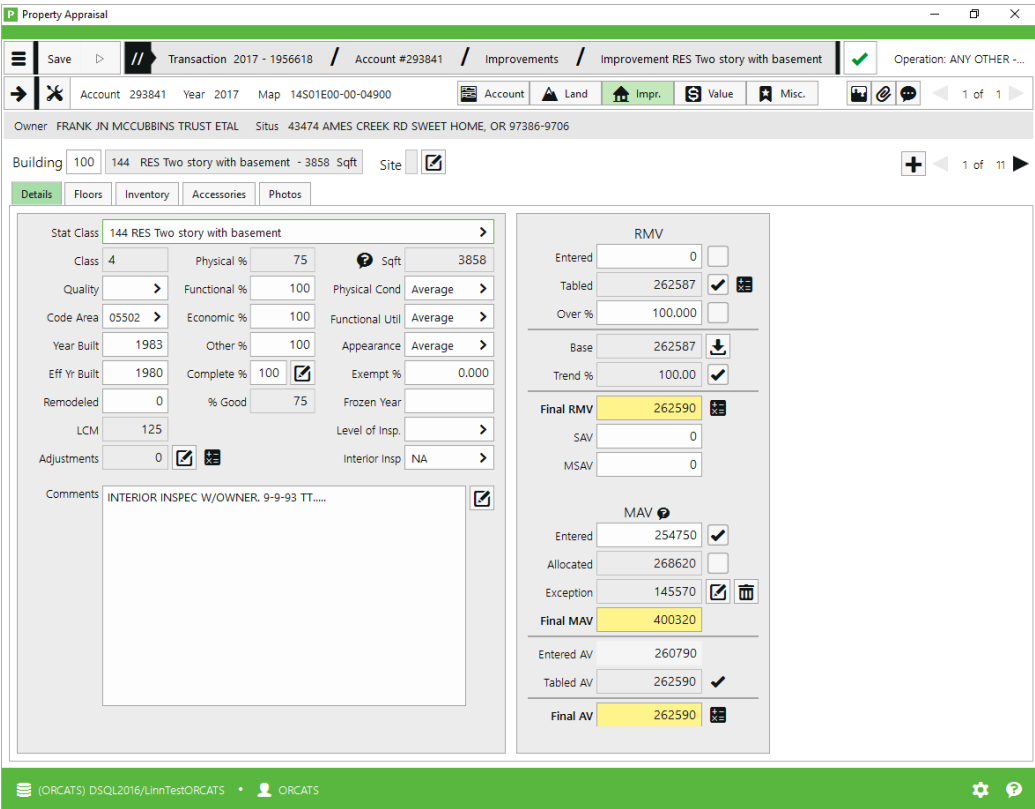 Property Appraisal
Save // Transaction 2017 - 1956618 / Account #293841 / Improvements / Improvement RES Two story with basement Operation: ANY OTHER -...
Account 293841 Year 2017 Map 14S01E00-00-04900 Account Land Impr. Value Misc. 1 of 1
Owner FRANK JN MCCUBBINS TRUST ETAL Situs 43474 AMES CREEK RD SWEET HOME, OR 97386-9706
Building 100 144 RES Two story with basement - 3858 Sqft Site 1 of 11
Details Floors Inventory Accessories Photos
Stat Class 144 RES Two story with basement
Class 4 Physical % 75 Sqft 3858
Quality Functional % 100 Physical Cond Average
Code Area 05502 Economic % 100 Functional Util Average
Year Built 1983 Other % 100 Appearance Average
Eff Yr Built 1980 Complete % 100 Exempt % 0.000
Remodeled 0 % Good 75 Frozen Year
LCM 125 Level of Insp.
Adjustments 0 Interior Insp NA
Comments INTERIOR INSPEC W/OWNER. 9-9-93 TT.....
RMV
Entered 0
Tabled 262587
Over % 100.000
Base 262587
Trend % 100.00
Final RMV 262590
SAV 0
MSAV 0
MAV
Entered 254750
Allocated 268620
Exception 145570
Final MAV 400320
Entered AV 260790
Tabled AV 262590
Final AV 262590
(ORCATS) DSQL2016/LinnTestORCATS • ORCATS